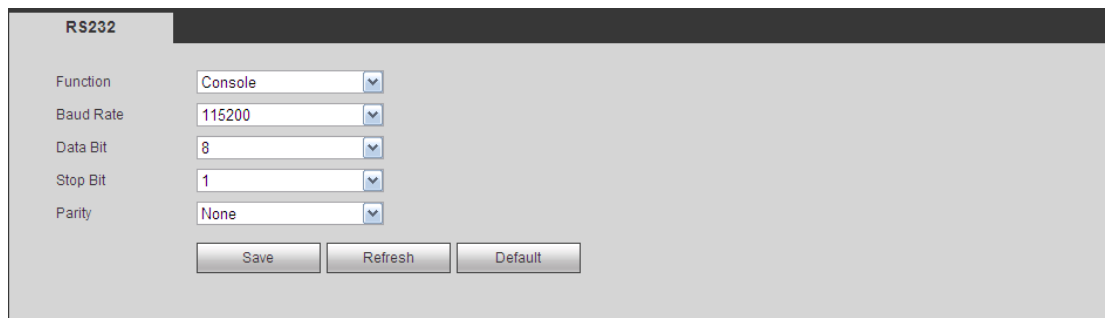 RS232
Function Console
Baud Rate 115200
Data Bit 8
Stop Bit 1
Parity None
Save Refresh Default